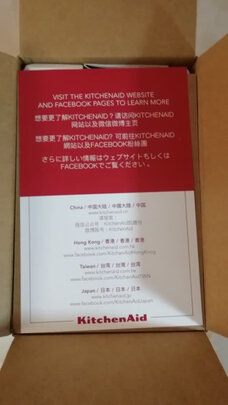 VISIT THE KITCHENAID WEBSITE
AND FACEBOOK PAGES TO LEARN MORE
想要更了解KITCHENAID？请访问KITCHENAID
网站以及微信微博主页
想要更了解KITCHENAID? 可前往KITCHENAID
網站以及FACEBOOK粉絲團
さらに詳しい情報はウェブサイトもしくは
FACEBOOKでご覧ください。
China / 中国大陆 / 中國大陸 / 中国
www.kitchenaid.cn
请搜索：
微博账号：KitchenAid
Hong Kong / 香港 / 香港 / 香港
www.kitchenaid.com.hk
www.facebook.com/KitchenAidHongKong
Taiwan / 台湾 / 台灣 / 台湾
www.kitchenaid.com.tw
Japan / 日本 / 日本 / 日本
www.kitchenaid.jp
www.facebook.com/KitchenAidJapan
KitchenAid